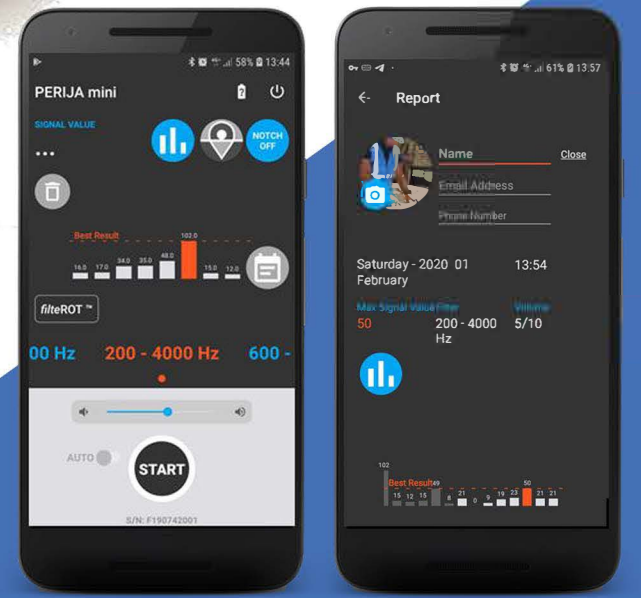 58% 13:44
PERIJA mini
SIGNAL VALUE
...
NOTCH
OFF
Best Result
102.0
16.0 17.0 34.0 35.0 48.0 15.0 12.0
filteROT ™
00 Hz 200 - 4000 Hz 600 -
AUTO
START
S/N: F190742001
61% 13:57
Report
Name
Close
Email Address
Phone Number
Saturday - 2020 01 13:54
February
Max Signal Value Filter Volume
50 200 - 4000 5/10
Hz
102
Best Result 49 50
15 12 15 8 21 0 9 19 23 21 21